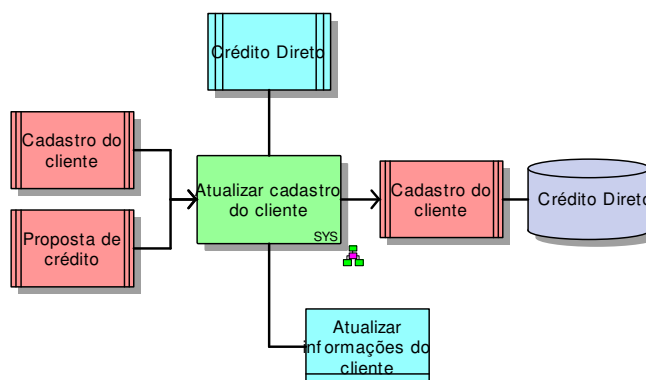 Crédito Direto
Cadastro do
cliente
Proposta de
crédito
Atualizar cadastro
do cliente
SYS
Cadastro do
cliente
Crédito Direto
Atualizar
informações do
cliente